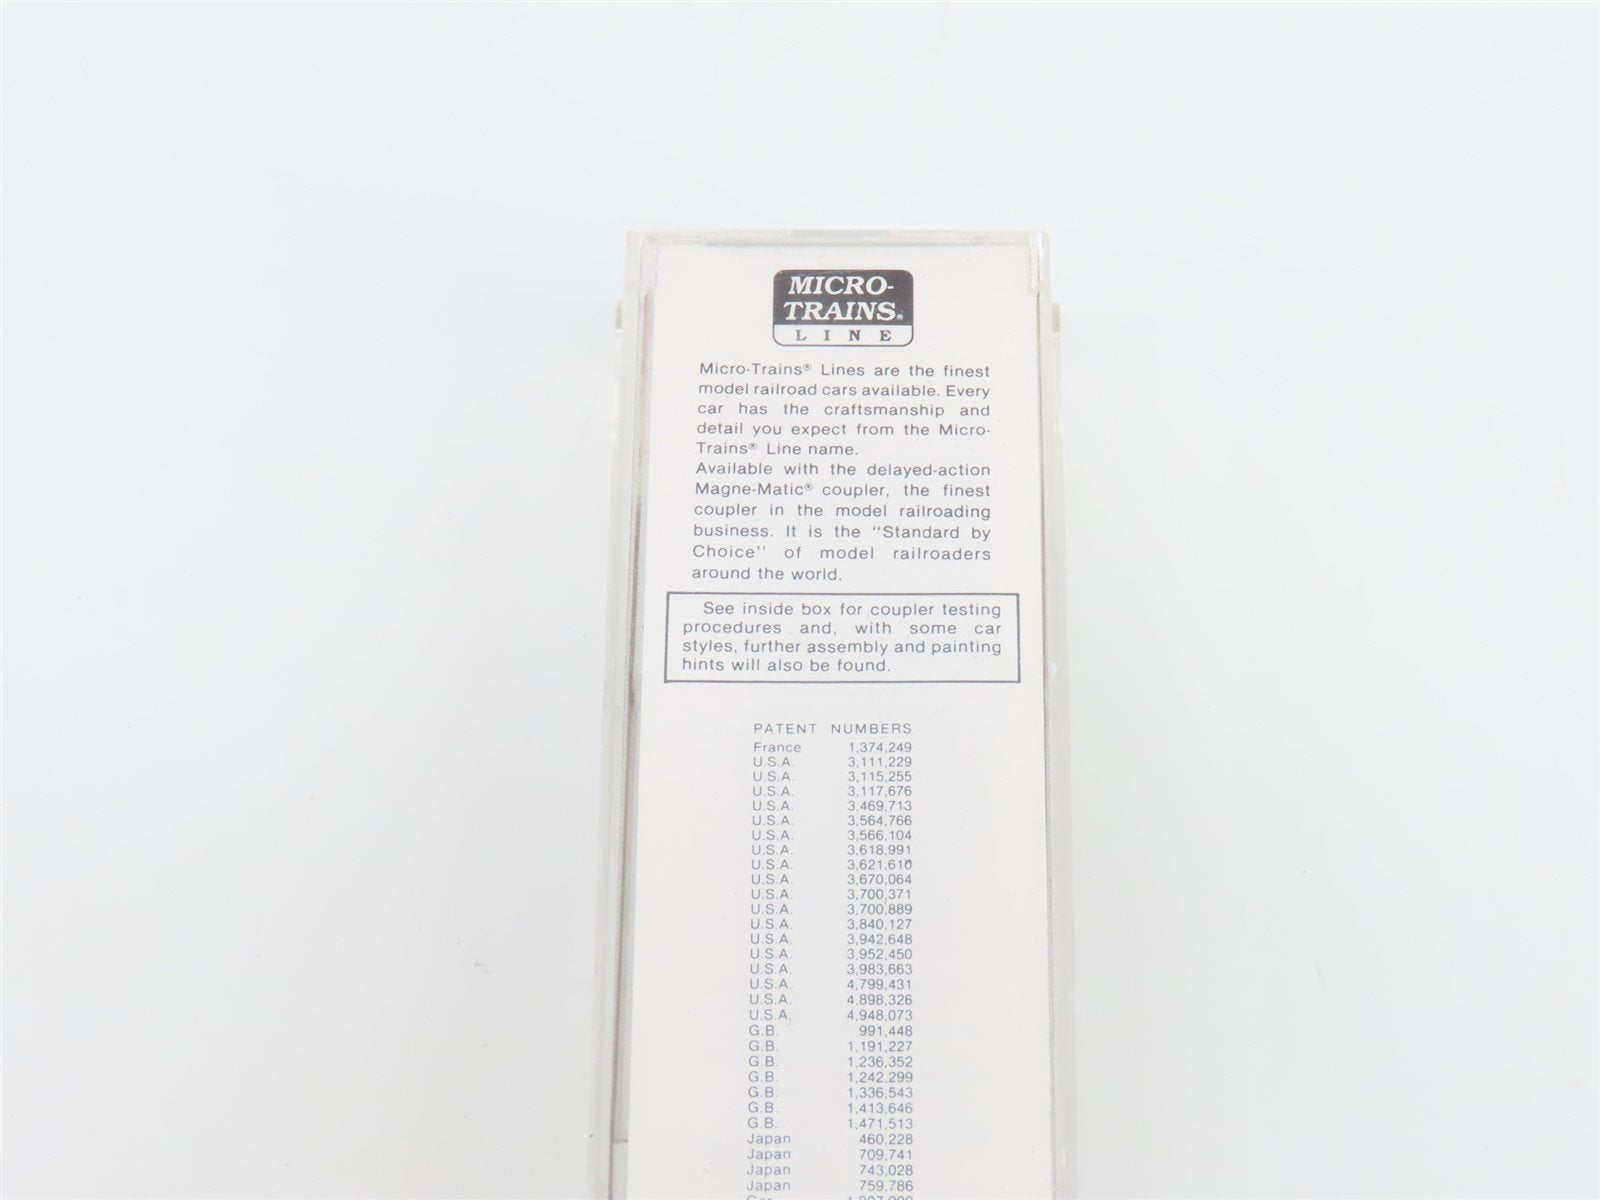 MICRO-
TRAINS®
LINE
Micro-Trains® Lines are the finest
model railroad cars available. Every
car has the craftsmanship and
detail you expect from the Micro-
Trains® Line name.
Available with the delayed-action
Magne-Matic® coupler, the finest
coupler in the model railroading
business. It is the "Standard by
Choice" of model railroaders
around the world.
See inside box for coupler testing
procedures and, with some car
styles, further assembly and painting
hints will also be found.
PATENT NUMBERS
France 1,374,249
U.S.A. 3,111,229
U.S.A. 3,115,255
U.S.A. 3,117,676
U.S.A. 3,469,713
U.S.A. 3,564,766
U.S.A. 3,566,104
U.S.A. 3,618,991
U.S.A. 3,621,610
U.S.A. 3,670,064
U.S.A. 3,700,371
U.S.A. 3,700,889
U.S.A. 3,840,127
U.S.A. 3,942,648
U.S.A. 3,952,450
U.S.A. 3,983,663
U.S.A. 4,799,431
U.S.A. 4,898,326
U.S.A. 4,948,073
G.B. 991,448
G.B. 1,191,227
G.B. 1,236,352
G.B. 1,242,299
G.B. 1,336,543
G.B. 1,413,646
G.B. 1,471,513
Japan 460,228
Japan 709,741
Japan 743,028
Japan 759,786